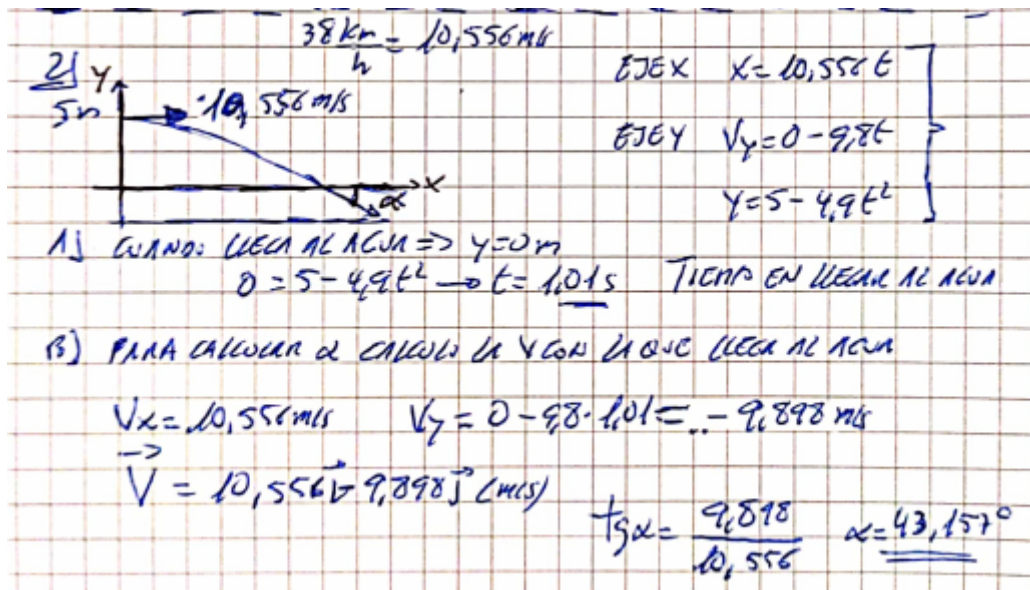 38 km/h = 10,556 m/s
2) Y
5m 10,556 m/s
X
α
EJE X X = 10,556 t
EJE Y Vy = 0 - 9,8t
Y = 5 - 4,9t²
A) CUANDO LLEGA AL AGUA => y = 0m
0 = 5 - 4,9t² → t = 1,01s TIEMPO EN LLEGAR AL AGUA
B) PARA CALCULAR α CALCULO LA V CON LA QUE LLEGA AL AGUA
Vx = 10,556 m/s Vy = 0 - 9,8 · 1,01 = .. - 9,898 m/s
V⃗ = 10,556 i⃗ - 9,898 j⃗ (m/s)
tgα = 9,898/10,556 α = 43,157°